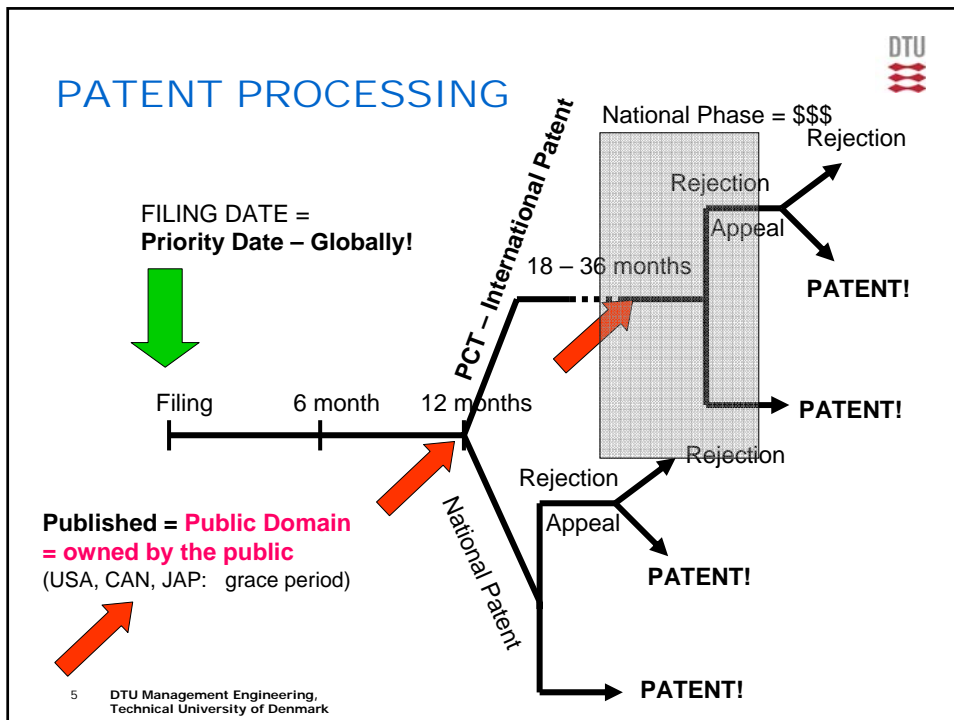 DTU
PATENT PROCESSING
National Phase = $$$
Rejection
Rejection
Appeal
PATENT!
PCT – International Patent
FILING DATE =
Priority Date – Globally!
18 – 36 months
Filing
6 month
12 months
PATENT!
Rejection
Rejection
Appeal
PATENT!
National Patent
Published = Public Domain
= owned by the public
(USA, CAN, JAP: grace period)
PATENT!
5
DTU Management Engineering,
Technical University of Denmark